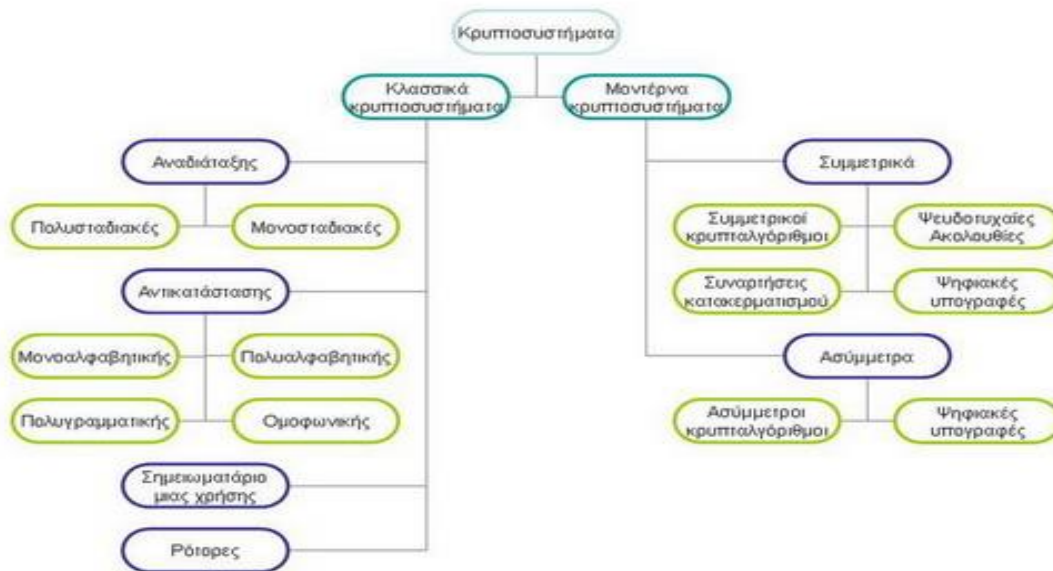 Κρυπτοσυστήματα
Κλασσικά
κρυπτοσυστήματα
Μοντέρνα
κρυπτοσυστήματα
Αναδιάταξης
Πολυσταδιακές
Μονοσταδιακές
Αντικατάστασης
Μονοαλφαβητικής
Πολυαλφαβητικής
Πολυγραμματικής
Ομοφωνικής
Σημειωματάριο
μιας χρήσης
Ρότορες
Συμμετρικά
Συμμετρικοί
κρυπταλγόριθμοι
Ψευδοτυχαίες
Ακολουθίες
Συναρτήσεις
κατακερματισμού
Ψηφιακές
υπογραφές
Ασύμμετρα
Ασύμμετροι
κρυπταλγόριθμοι
Ψηφιακές
υπογραφές